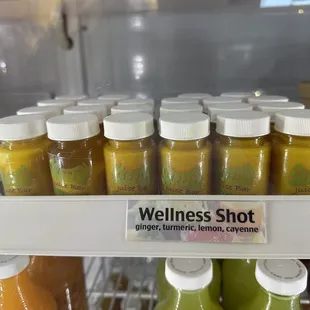 Wellness Shot
ginger, turmeric, lemon, cayenne